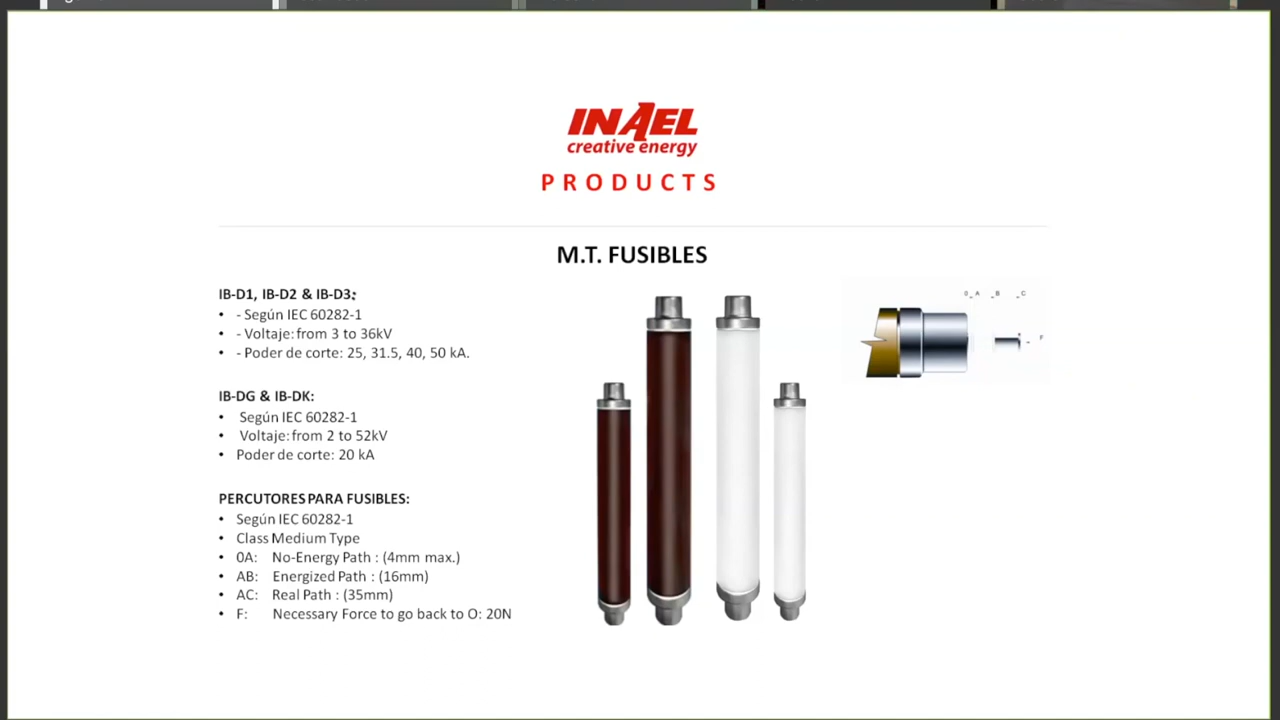 INAEL
creative energy
PRODUCTS
M.T. FUSIBLES
IB-D1, IB-D2 & IB-D3:
• - Según IEC 60282-1
• - Voltaje: from 3 to 36kV
• - Poder de corte: 25, 31.5, 40, 50 kA.
IB-DG & IB-DK:
• Según IEC 60282-1
• Voltaje: from 2 to 52kV
• Poder de corte: 20 kA
PERCUTORES PARA FUSIBLES:
• Según IEC 60282-1
• Class Medium Type
• 0A: No-Energy Path : (4mm max.)
• AB: Energized Path : (16mm)
• AC: Real Path : (35mm)
• F: Necessary Force to go back to O: 20N
0 A B C
F